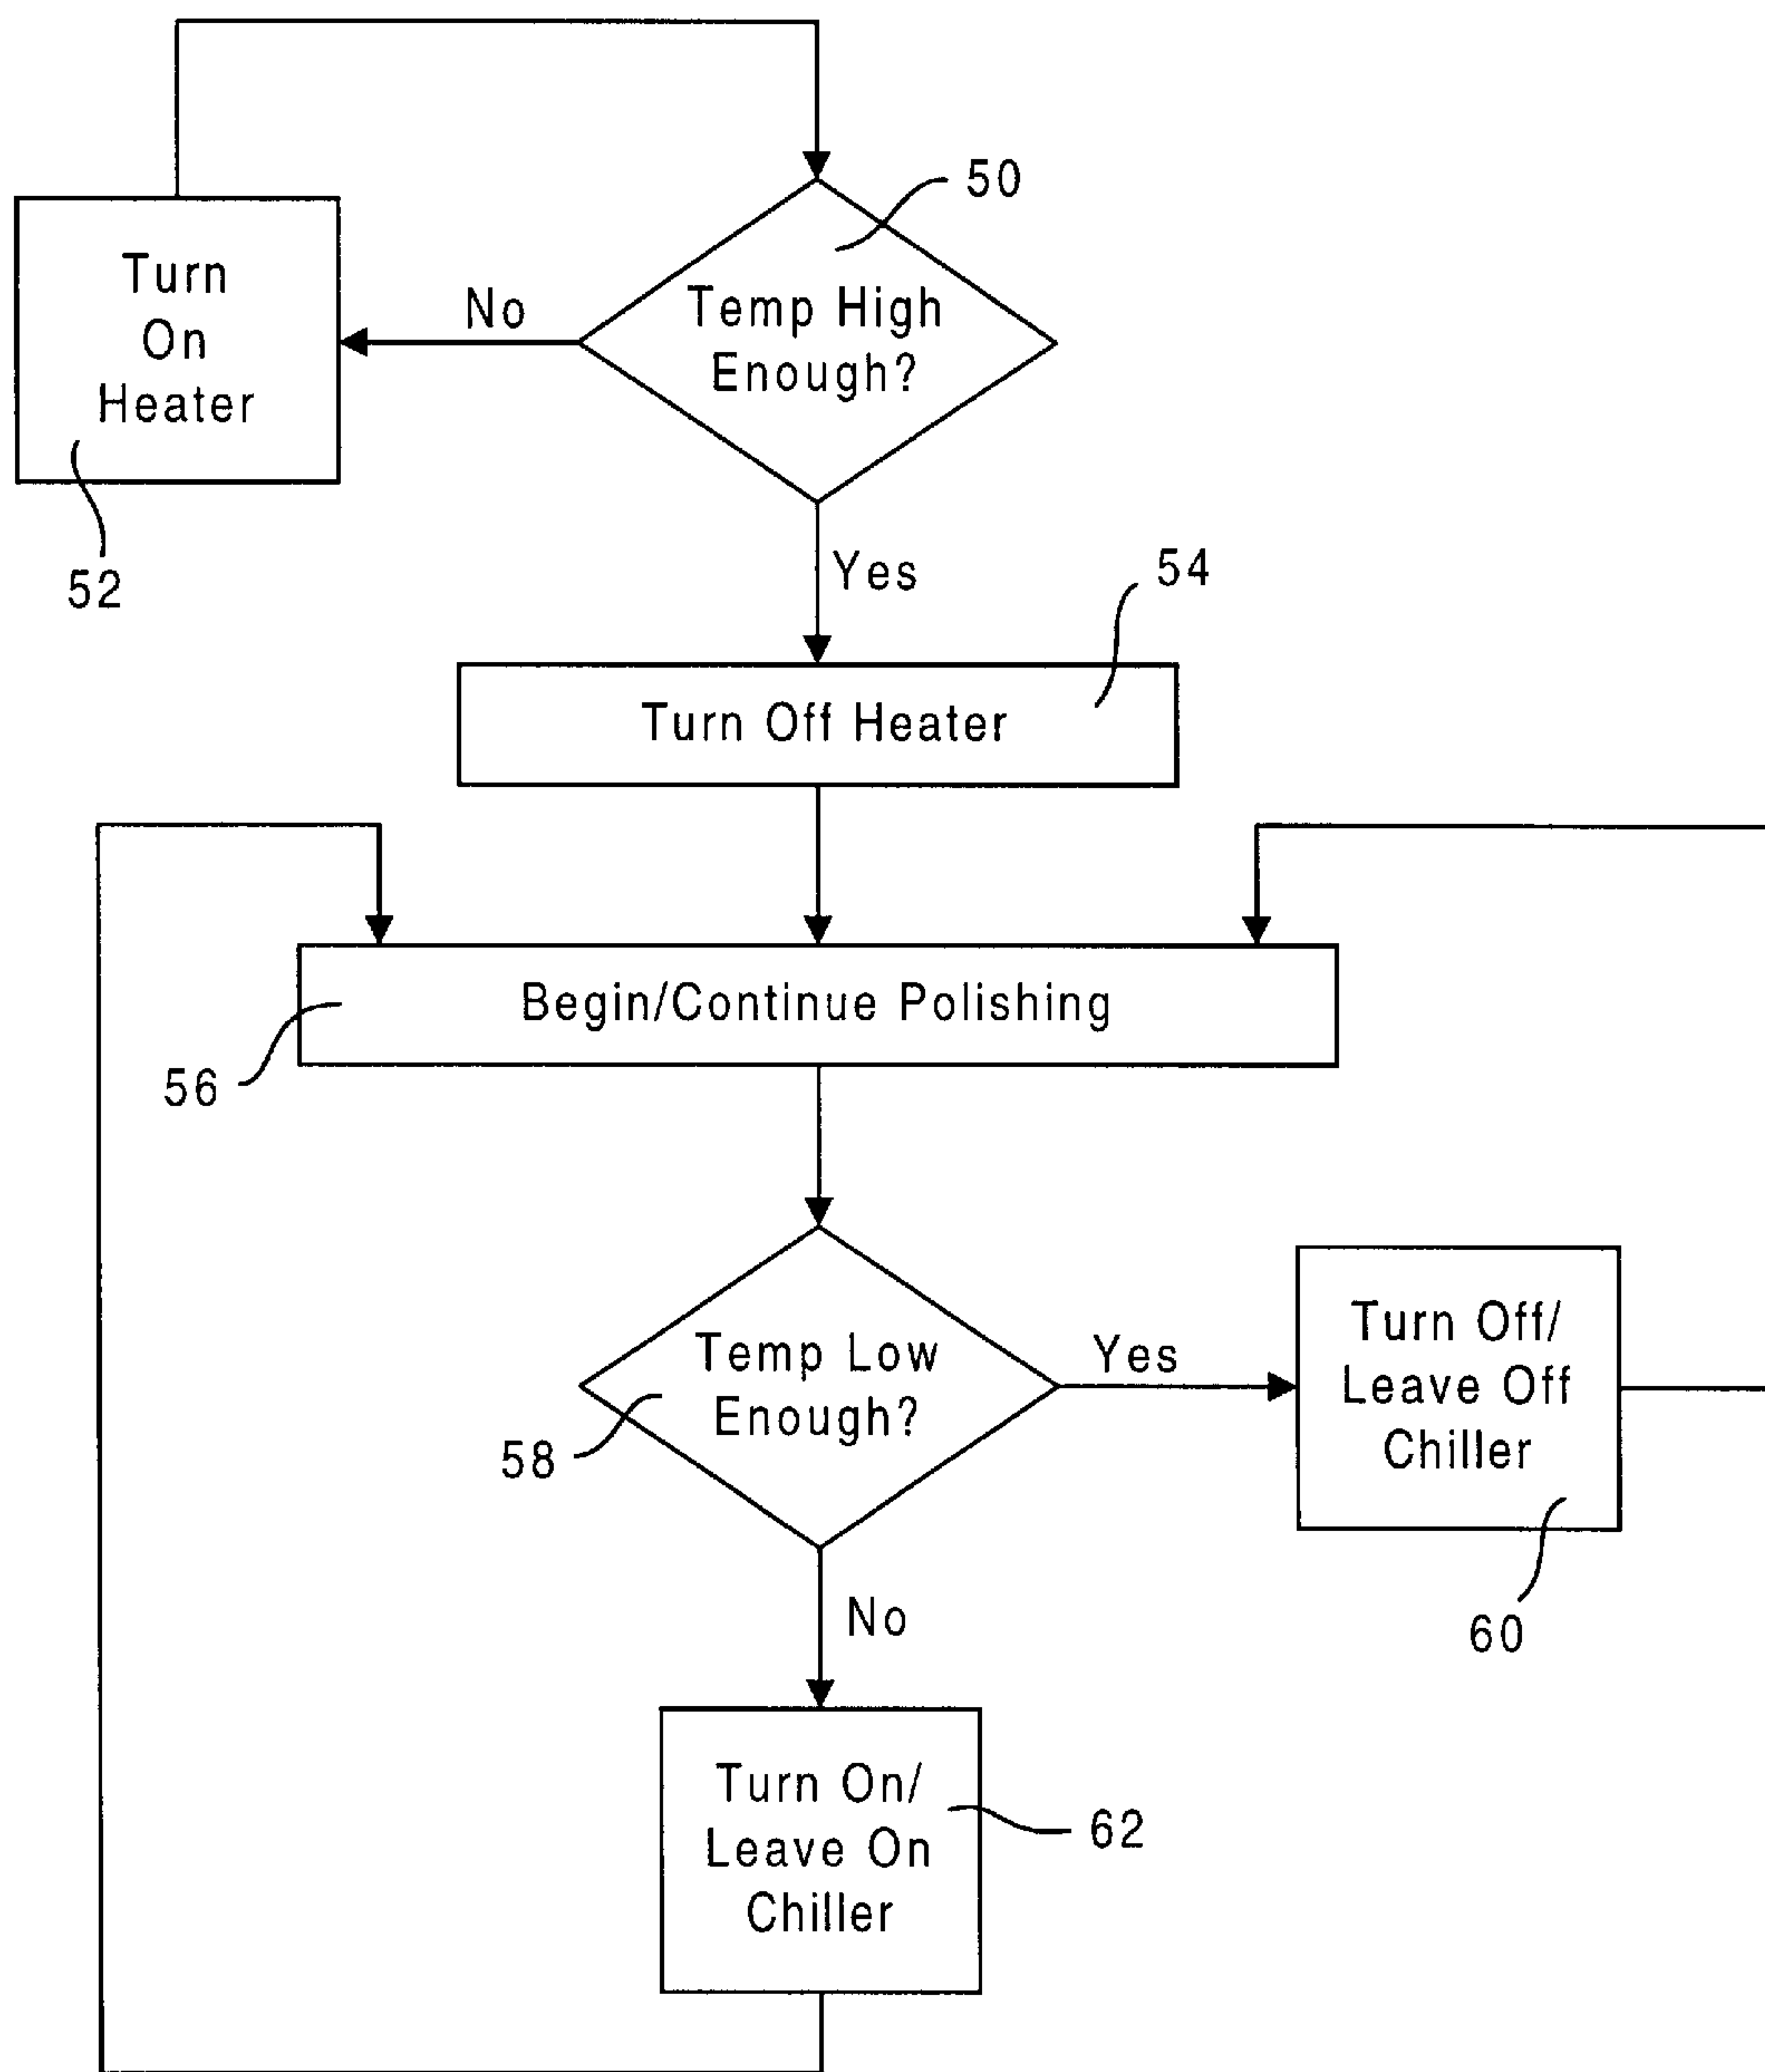 50
Turn
On
Heater
No
Temp High
Enough?
52
Yes
54
Turn Off Heater
Begin/Continue Polishing
56
Temp Low
Enough?
Yes
Turn Off/
Leave Off
Chiller
58
No
60
Turn On/
Leave On
Chiller
62